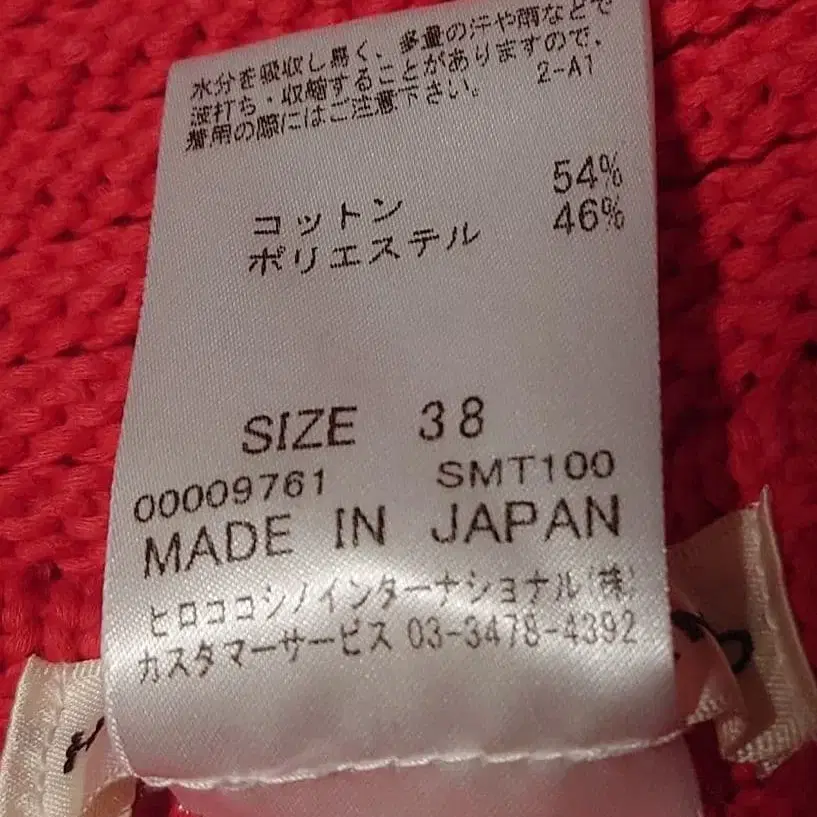 水分を吸収し易く、多量の汗や雨などで
波打ち・収縮することがありますので、
着用の際にはご注意下さい。 2-A1
コットン 54%
ポリエステル 46%
SIZE 38
00009761 SMT100
MADE IN JAPAN
ヒロココシノインターナショナル(株)
カスタマーサービス 03-3478-4392